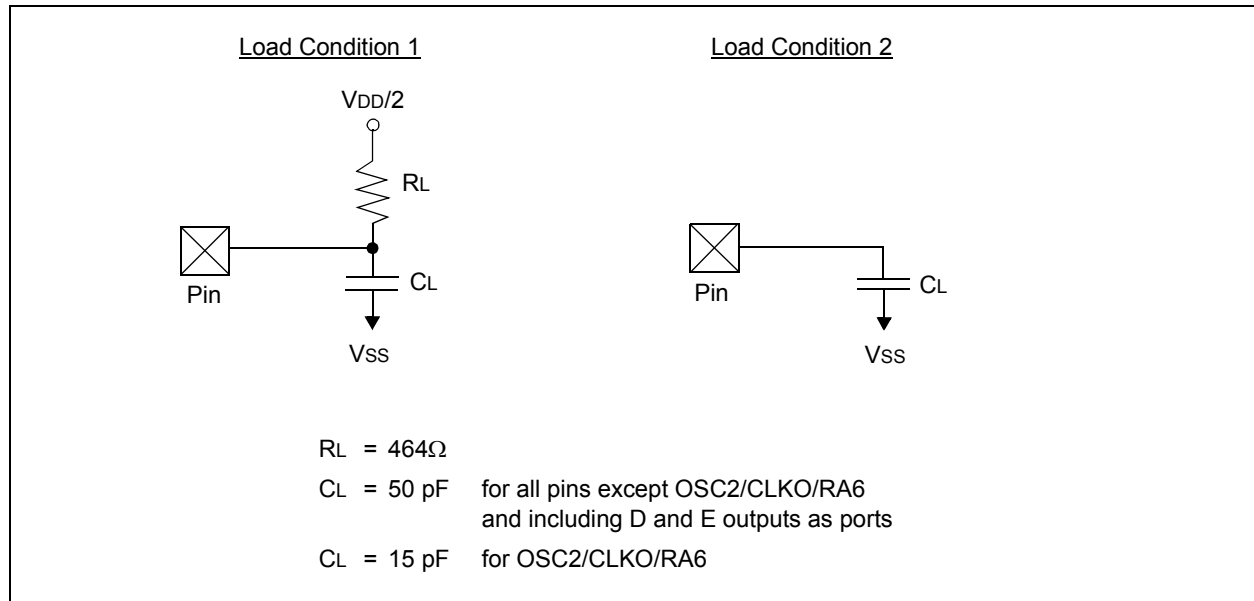 Load Condition 1
VDD/2
RL
Pin
CL
VSS
Load Condition 2
Pin
CL
VSS
RL = 464Ω
CL = 50 pF for all pins except OSC2/CLKO/RA6
and including D and E outputs as ports
CL = 15 pF for OSC2/CLKO/RA6